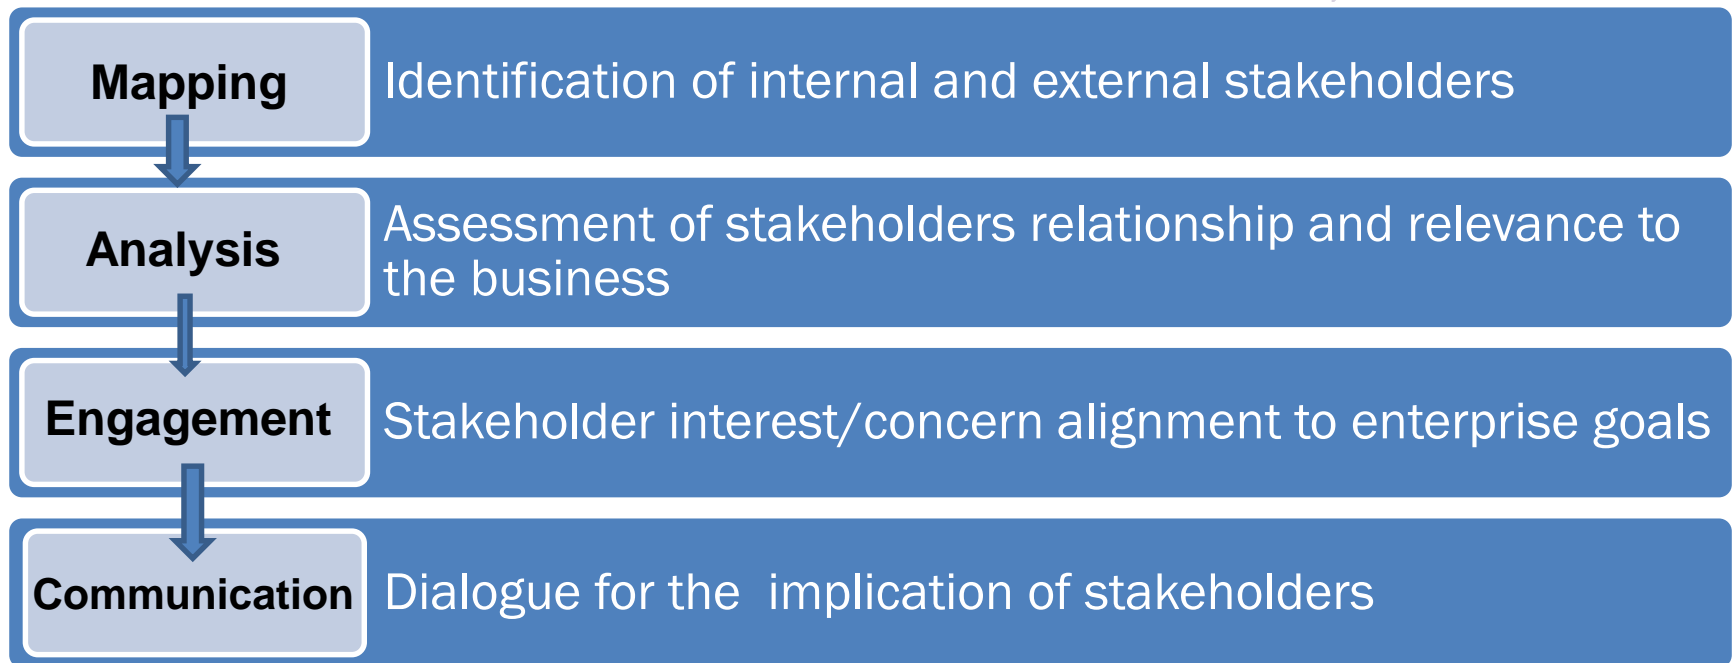 Mapping
Identification of internal and external stakeholders
Analysis
Assessment of stakeholders relationship and relevance to
the business
Engagement
Stakeholder interest/concern alignment to enterprise goals
Communication
Dialogue for the  implication of stakeholders